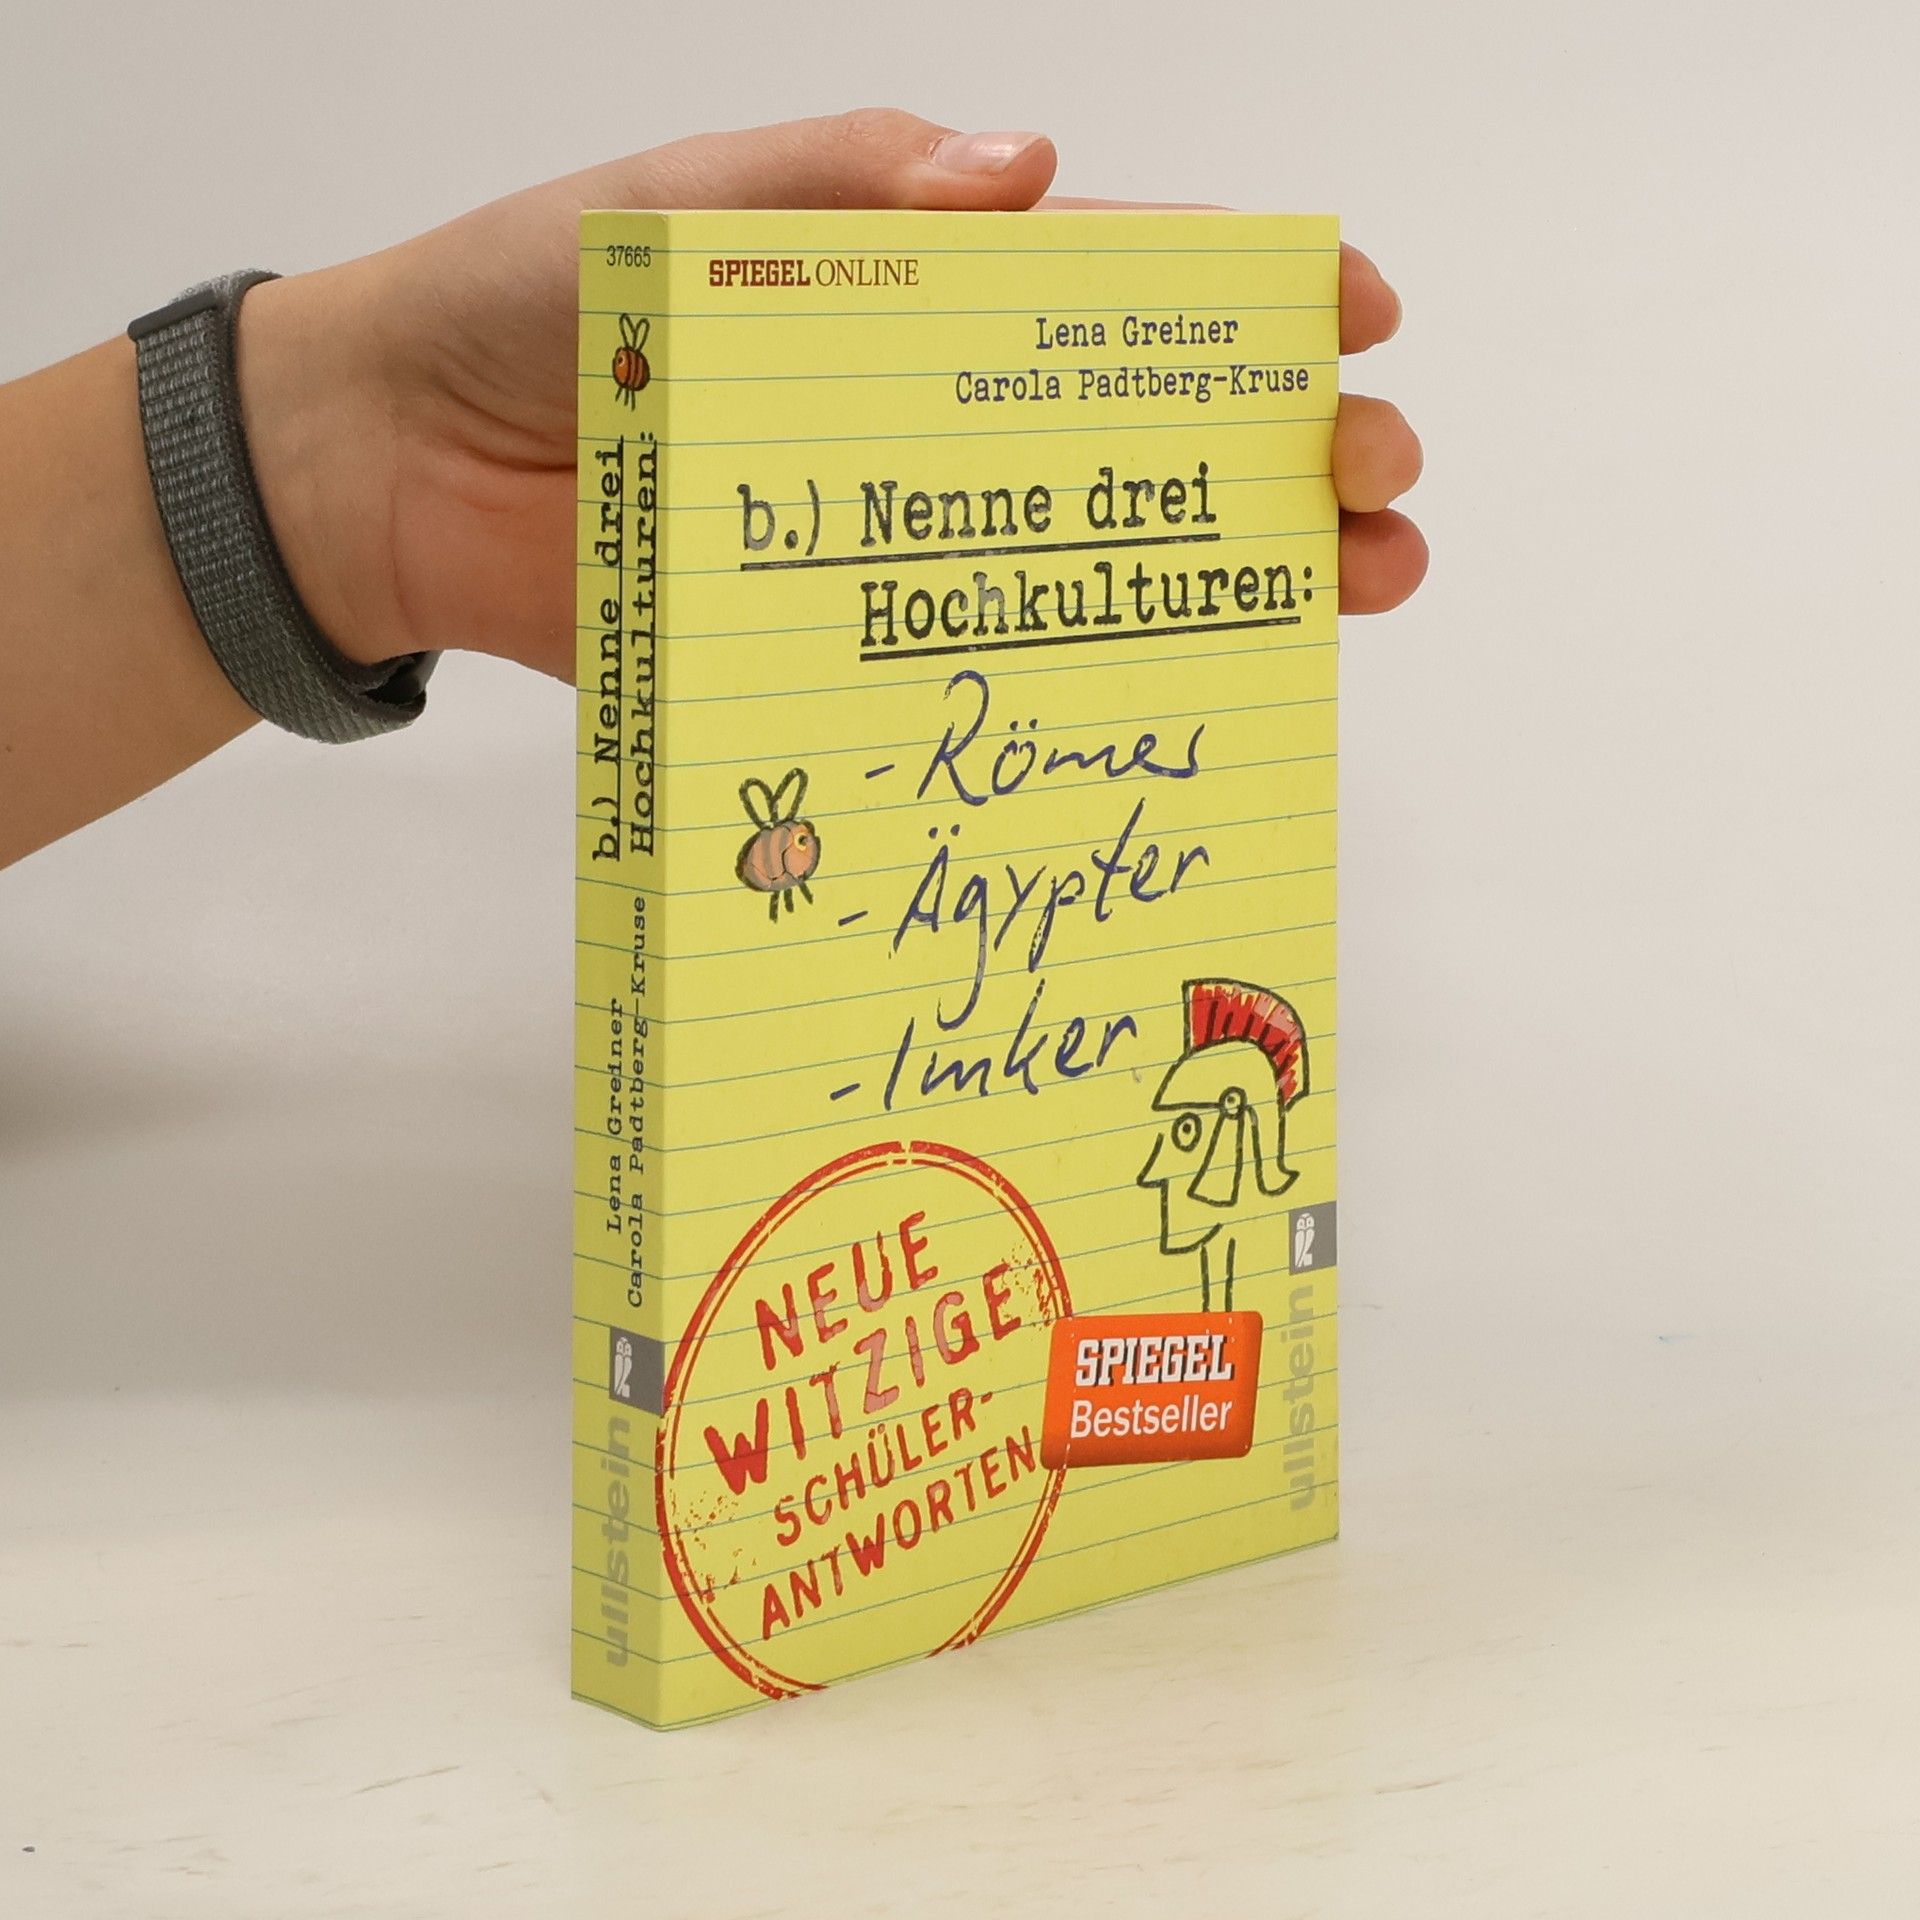 37665
b.) Nenne drei
Hochkulturen:
Lena Greiner
Carola Padtberg-Kruse
ullstein
SPIEGEL ONLINE
Lena Greiner
Carola Padtberg-Kruse
b.) Nenne drei
Hochkulturen:
- Römer
- Ägypter
- Imker
NEUE
WITZIGE
SCHÜLER-
ANTWORTEN
SPIEGEL
Bestseller
ullstein